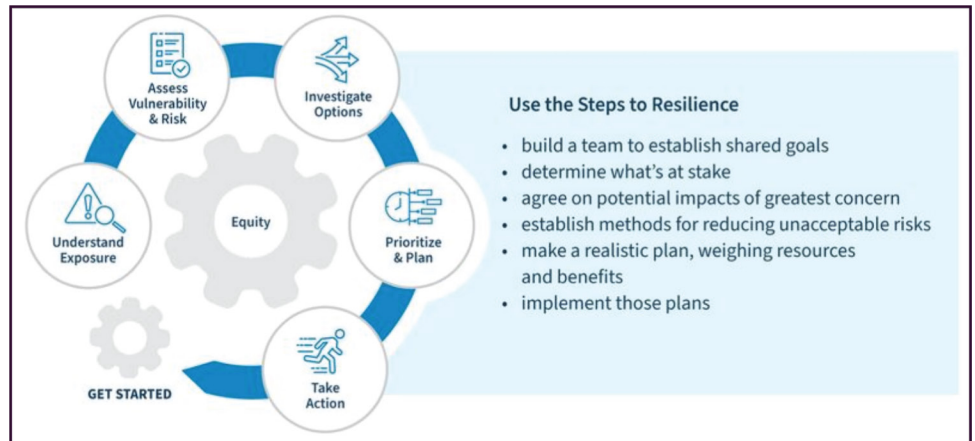 Assess
Vulnerability
& Risk
Investigate
Options
Understand
Exposure
Equity
Prioritize
& Plan
GET STARTED
Take
Action
Use the Steps to Resilience
• build a team to establish shared goals
• determine what's at stake
• agree on potential impacts of greatest concern
• establish methods for reducing unacceptable risks
• make a realistic plan, weighing resources
and benefits
• implement those plans